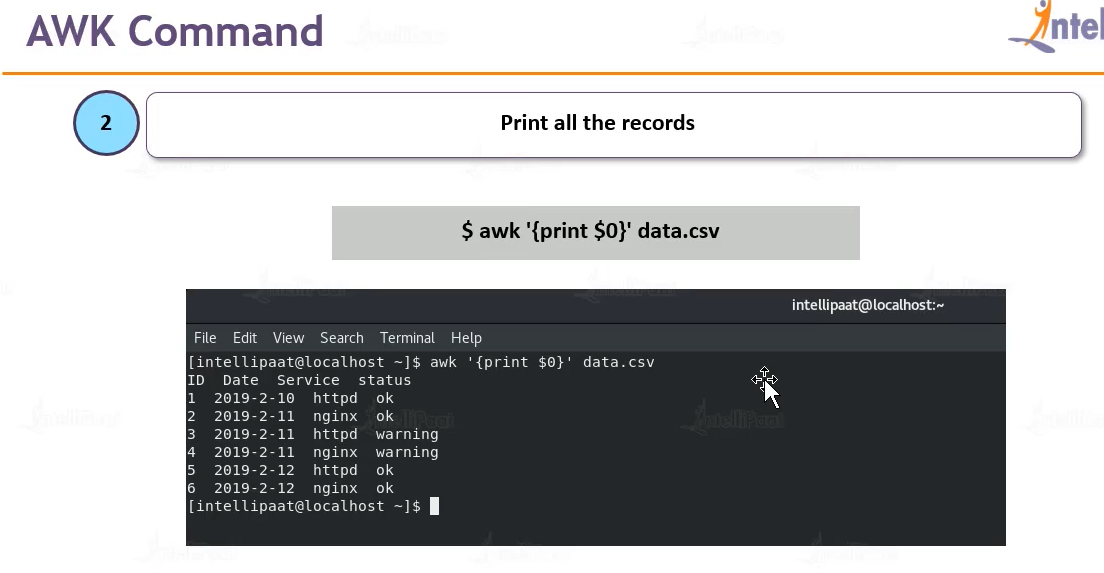 AWK Command
intel
2
Print all the records
$ awk '{print $0}' data.csv
intellipaat@localhost:~
File Edit View Search Terminal Help
[intellipaat@localhost ~]$ awk '{print $0}' data.csv
ID Date Service status
1 2019-2-10 httpd ok
2 2019-2-11 nginx ok
3 2019-2-11 httpd warning
4 2019-2-11 nginx warning
5 2019-2-12 httpd ok
6 2019-2-12 nginx ok
[intellipaat@localhost ~]$